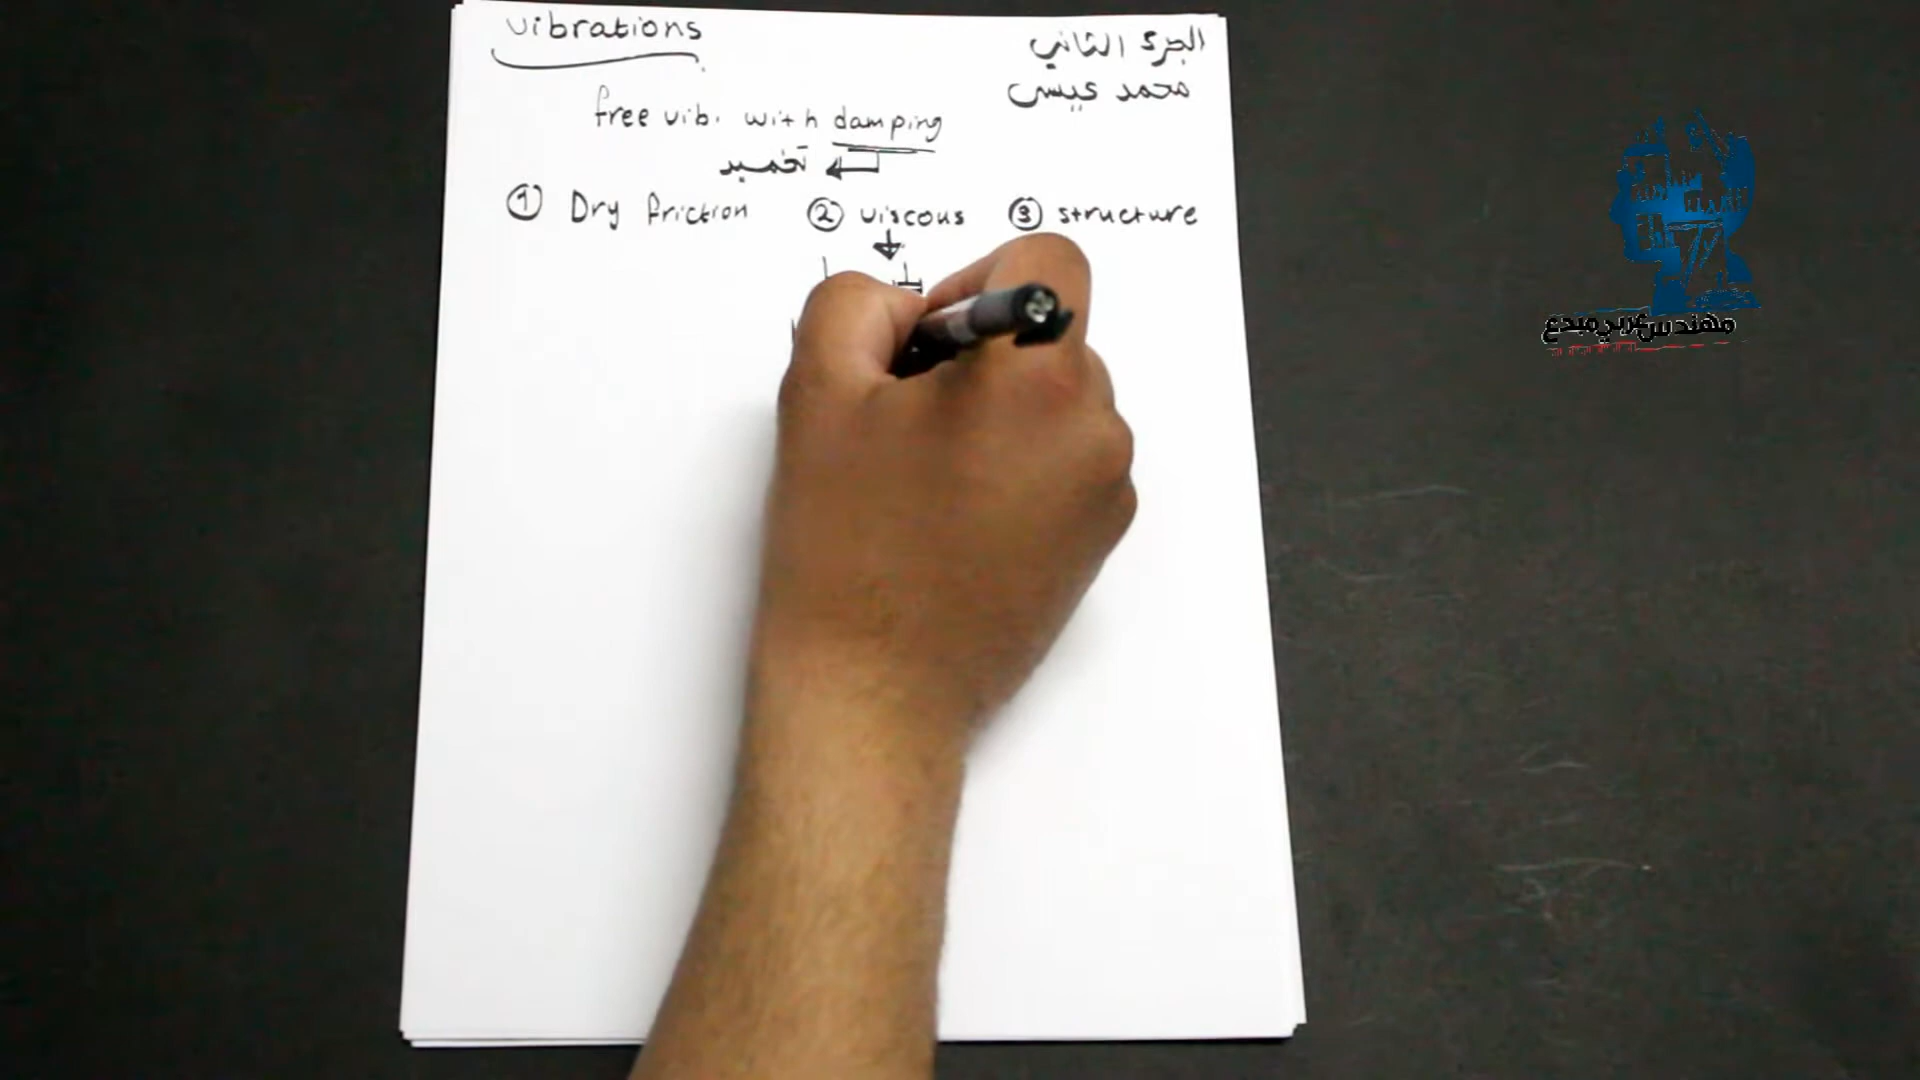 vibrations
الجزء الثاني
محمد عيسى
free vib. with damping
تخميد
① Dry friction ② viscous ③ structure
مهندس عربي مبدع